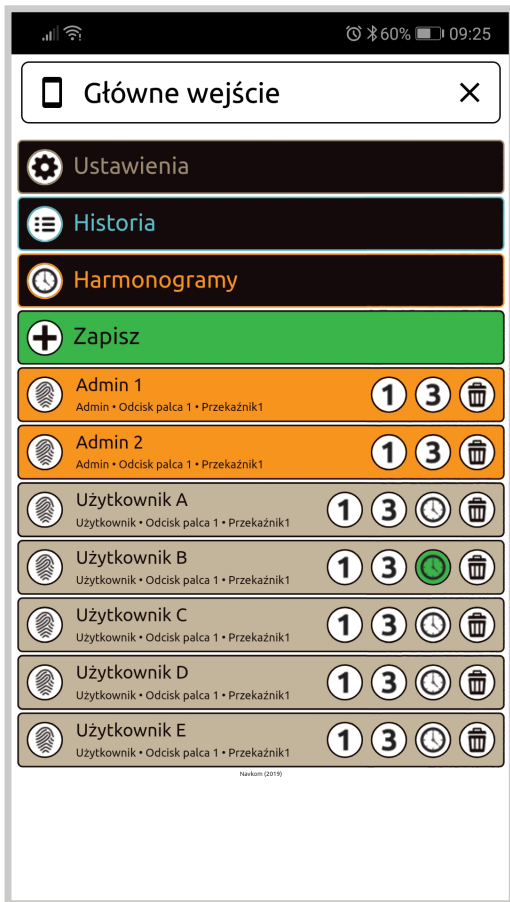 60% 09:25
Główne wejście
Ustawienia
Historia
Harmonogramy
Zapisz
Admin 1 1 3
Admin • Odcisk palca 1 • Przekaźnik1
Admin 2 1 3
Admin • Odcisk palca 1 • Przekaźnik1
Użytkownik A 1 3
Użytkownik • Odcisk palca 1 • Przekaźnik1
Użytkownik B 1 3
Użytkownik • Odcisk palca 1 • Przekaźnik1
Użytkownik C 1 3
Użytkownik • Odcisk palca 1 • Przekaźnik1
Użytkownik D 1 3
Użytkownik • Odcisk palca 1 • Przekaźnik1
Użytkownik E 1 3
Użytkownik • Odcisk palca 1 • Przekaźnik1
Navkom (2019)